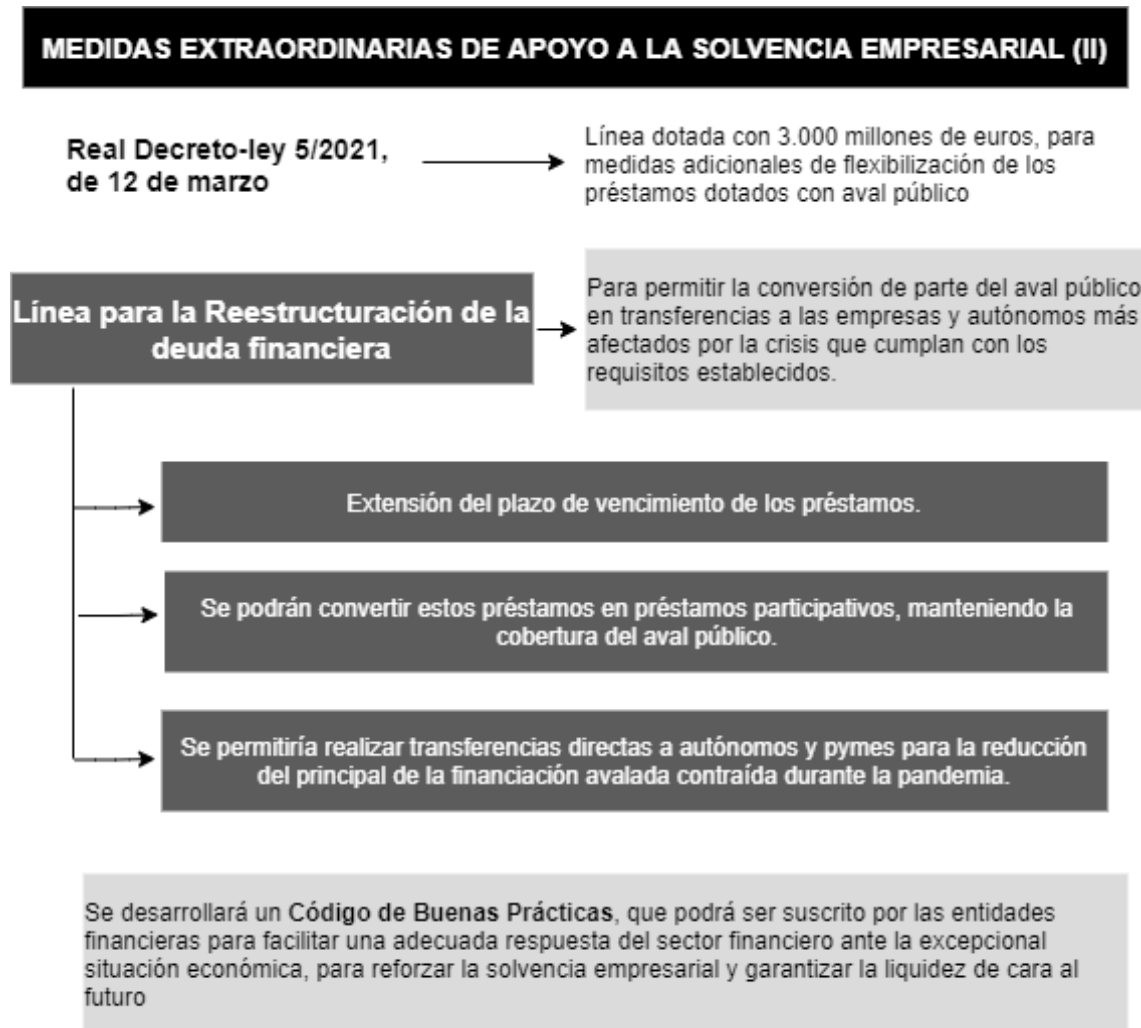 MEDIDAS EXTRAORDINARIAS DE APOYO A LA SOLVENCIA EMPRESARIAL (II)
Real Decreto-ley 5/2021,
de 12 de marzo
Línea dotada con 3.000 millones de euros, para
medidas adicionales de flexibilización de los
préstamos dotados con aval público
Línea para la Reestructuración de la
deuda financiera
Para permitir la conversión de parte del aval público
en transferencias a las empresas y autónomos más
afectados por la crisis que cumplan con los
requisitos establecidos.
Extensión del plazo de vencimiento de los préstamos.
Se podrán convertir estos préstamos en préstamos participativos, manteniendo la
cobertura del aval público.
Se permitiría realizar transferencias directas a autónomos y pymes para la reducción
del principal de la financiación avalada contraída durante la pandemia.
Se desarrollará un Código de Buenas Prácticas, que podrá ser suscrito por las entidades
financieras para facilitar una adecuada respuesta del sector financiero ante la excepcional
situación económica, para reforzar la solvencia empresarial y garantizar la liquidez de cara al
futuro